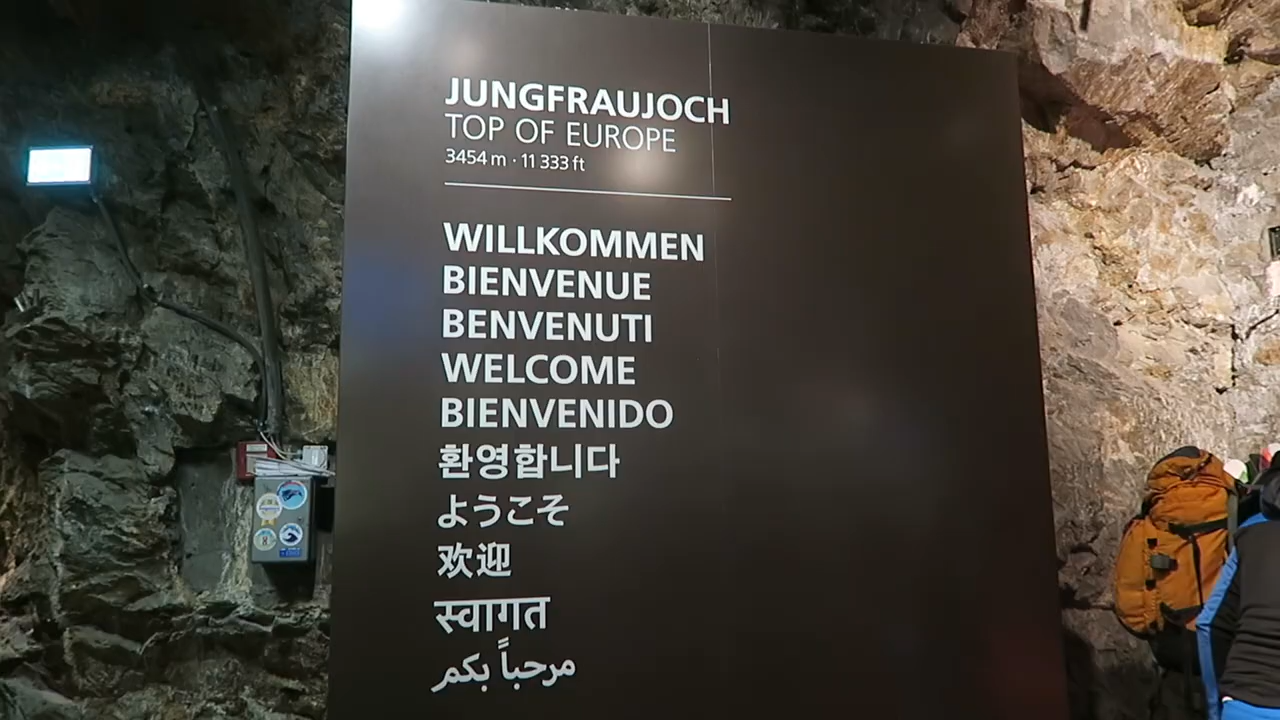 JUNGFRAUJOCH
TOP OF EUROPE
3454 m · 11 333 ft
WILLKOMMEN
BIENVENUE
BENVENUTI
WELCOME
BIENVENIDO
환영합니다
ようこそ
欢迎
स्वागत
مرحباً بكم